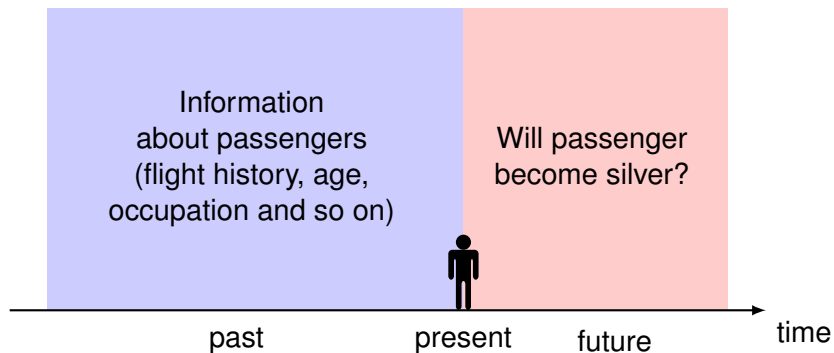 Information
about passengers
(flight history, age,
occupation and so on)
Will passenger
become silver?
past
present
future
time